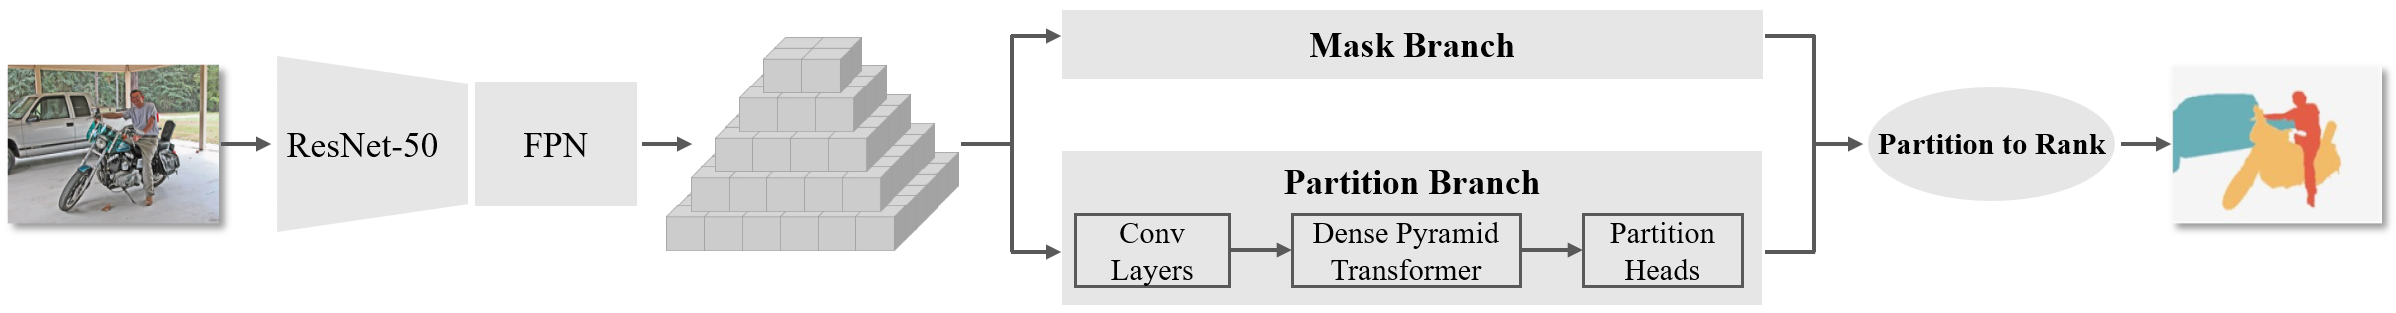 ResNet-50
FPN
Mask Branch
Partition Branch
Conv
Layers
Dense Pyramid
Transformer
Partition
Heads
Partition to Rank